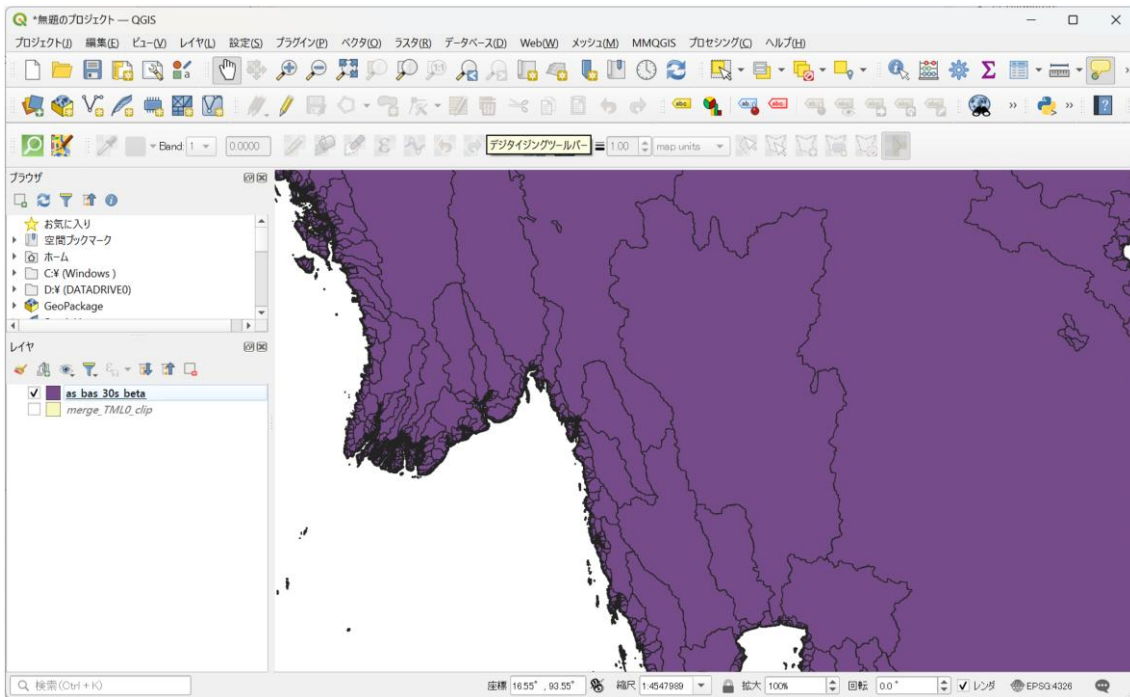 *無題のプロジェクト — QGIS
プロジェクト(J) 編集(E) ビュー(V) レイヤ(L) 設定(S) プラグイン(P) ベクタ(O) ラスタ(R) データベース(D) Web(W) メッシュ(M) MMQGIS プロセシング(C) ヘルプ(H)
Band: 1 0.0000 デジタイジングツールバー 1.00 map units
ブラウザ
お気に入り
空間ブックマーク
ホーム
C:¥ (Windows )
D:¥ (DATADRIVE0)
GeoPackage
レイヤ
as_bas_30s_beta
merge_TML0_clip
検索(Ctrl + K) 座標 16.55° , 93.55° 縮尺 1:4547989 拡大 100% 回転 0.0 ° レンダ EPSG:4326